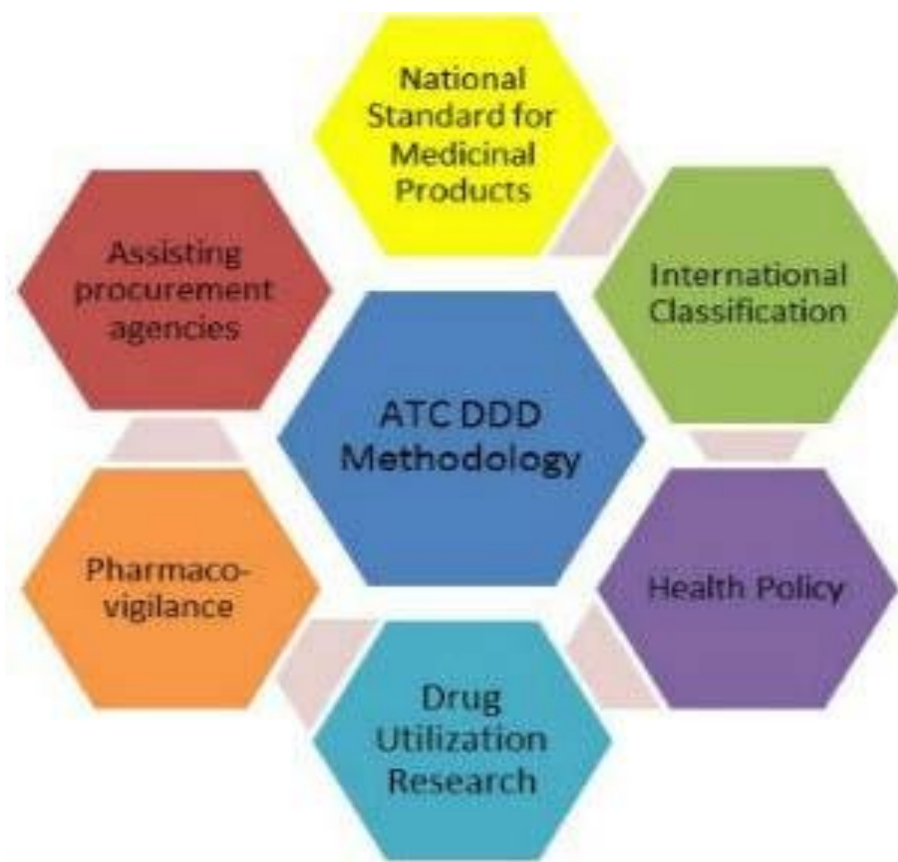 National
Standard for
Medicinal
Products
International
Classification
Health Policy
Drug
Utilization
Research
Pharmaco-
vigilance
Assisting
procurement
agencies
ATC DDD
Methodology